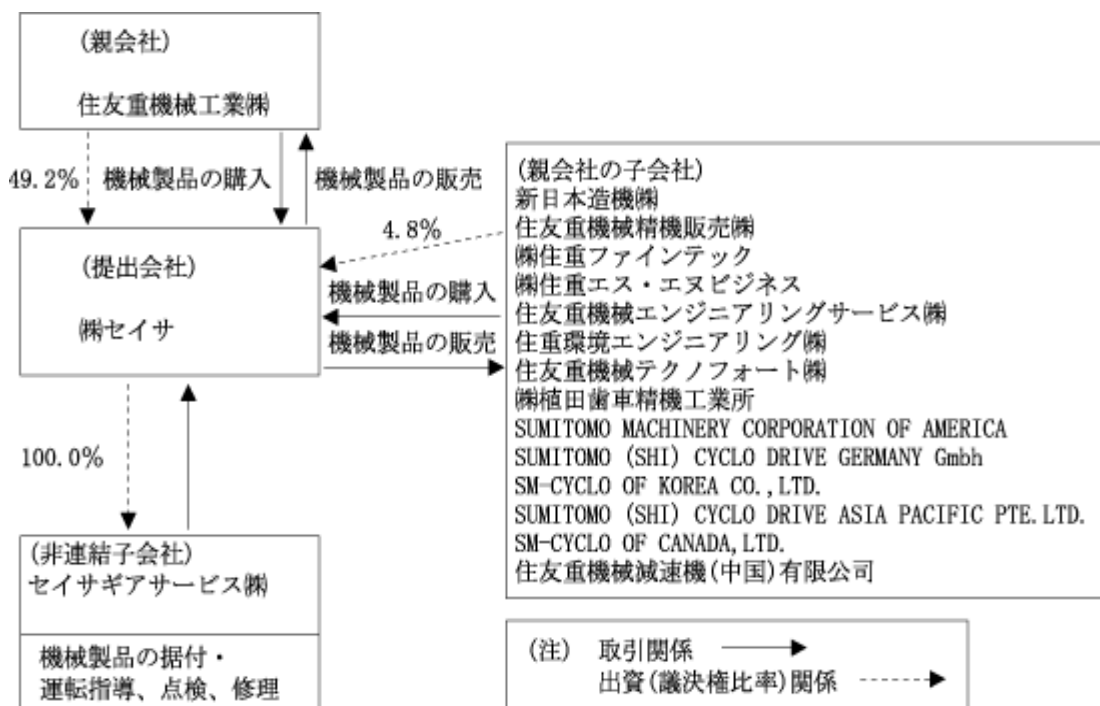 (親会社)
住友重機械工業㈱
49.2%
機械製品の購入
機械製品の販売
(提出会社)
㈱セイサ
4.8%
機械製品の購入
機械製品の販売
(親会社の子会社)
新日本造機㈱
住友重機械精機販売㈱
㈱住重ファインテック
㈱住重エス・エヌビジネス
住友重機械エンジニアリングサービス㈱
住重環境エンジニアリング㈱
住友重機械テクノフォート㈱
㈱植田歯車精機工業所
SUMITOMO MACHINERY CORPORATION OF AMERICA
SUMITOMO (SHI) CYCLO DRIVE GERMANY Gmbh
SM-CYCLO OF KOREA CO.,LTD.
SUMITOMO (SHI) CYCLO DRIVE ASIA PACIFIC PTE.LTD.
SM-CYCLO OF CANADA,LTD.
住友重機械減速機(中国)有限公司
100.0%
(非連結子会社)
セイサギアサービス㈱
機械製品の据付・
運転指導、点検、修理
(注) 取引関係
出資(議決権比率)関係